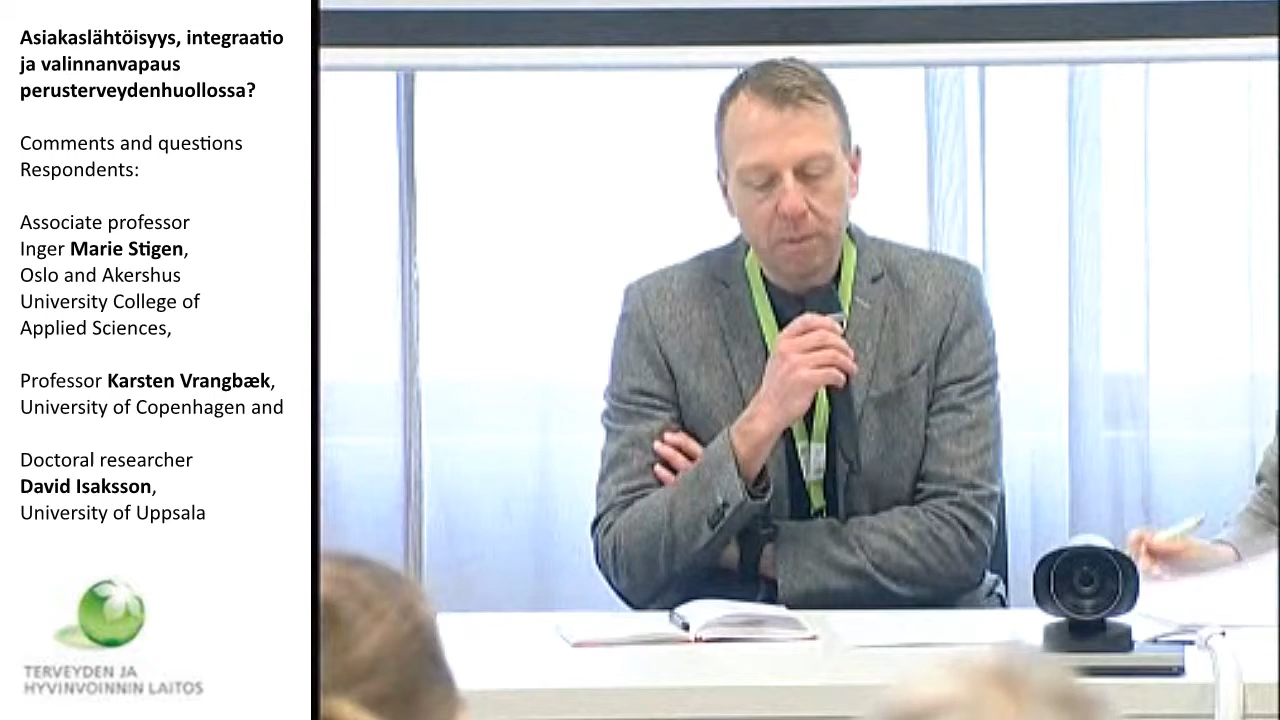 Asiakaslähtöisyys, integraatio
ja valinnanvapaus
perusterveydenhuollossa?
Comments and questions
Respondents:
Associate professor
Inger Marie Stigen,
Oslo and Akershus
University College of
Applied Sciences,
Professor Karsten Vrangbæk,
University of Copenhagen and
Doctoral researcher
David Isaksson,
University of Uppsala
TERVEYDEN JA
HYVINVOINNIN LAITOS